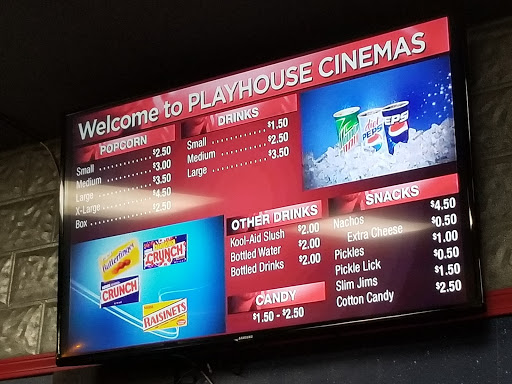 Welcome to PLAYHOUSE CINEMAS
POPCORN
Small ............ $2.50
Medium ............ $3.00
Large ............ $3.50
X-Large ............ $4.50
Box ............ $2.50
DRINKS
Small ............ $1.50
Medium ............ $2.50
Large ............ $3.50
OTHER DRINKS
Kool-Aid Slush $2.00
Bottled Water $2.00
Bottled Drinks $2.00
CANDY
$1.50 - $2.50
SNACKS
Nachos $4.50
Extra Cheese $0.50
Pickles $1.00
Pickle Lick $0.50
Slim Jims $1.50
Cotton Candy $2.50
Butterfinger
CRUNCH
CRUNCH
RAISINETS
diet
PEPSI
PEPSI
SAMSUNG